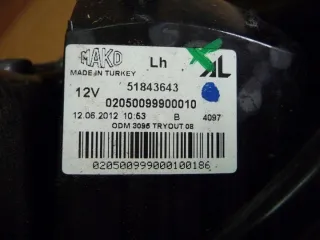 MAKO Lh AL
MADE IN TURKEY
51843643
12V
02050099900010
12.06.2012 10:53 B 4097
ODM 3096 TRYOUT 08
020500999000100186